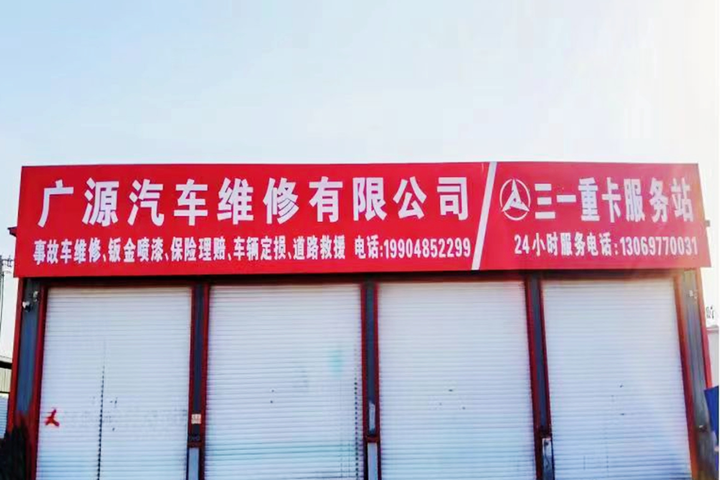 广源汽车维修有限公司
事故车维修、钣金喷漆、保险理赔、车辆定损、道路救援 电话:19904852299
三一重卡服务站
24小时服务电话:13069770031